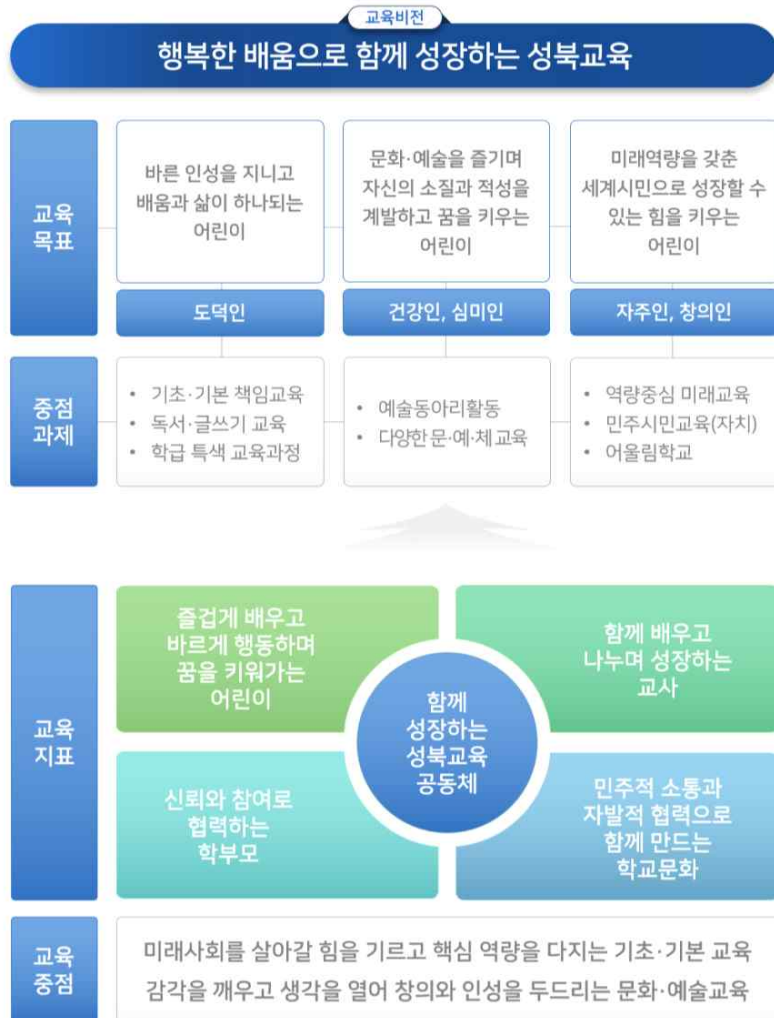 교육비전
행복한 배움으로 함께 성장하는 성북교육
교육
목표
바른 인성을 지니고
배움과 삶이 하나되는
어린이
도덕인
문화·예술을 즐기며
자신의 소질과 적성을
계발하고 꿈을 키우는
어린이
건강인, 심미인
미래역량을 갖춘
세계시민으로 성장할 수
있는 힘을 키우는
어린이
자주인, 창의인
중점
과제
• 기초·기본 책임교육
• 독서·글쓰기 교육
• 학급 특색 교육과정
• 예술동아리활동
• 다양한 문·예·체 교육
• 역량중심 미래교육
• 민주시민교육(자치)
• 어울림학교
교육
지표
즐겁게 배우고
바르게 행동하며
꿈을 키워가는
어린이
함께 배우고
나누며 성장하는
교사
함께
성장하는
성북교육
공동체
신뢰와 참여로
협력하는
학부모
민주적 소통과
자발적 협력으로
함께 만드는
학교문화
교육
중점
미래사회를 살아갈 힘을 기르고 핵심 역량을 다지는 기초·기본 교육
감각을 깨우고 생각을 열어 창의와 인성을 두드리는 문화·예술교육